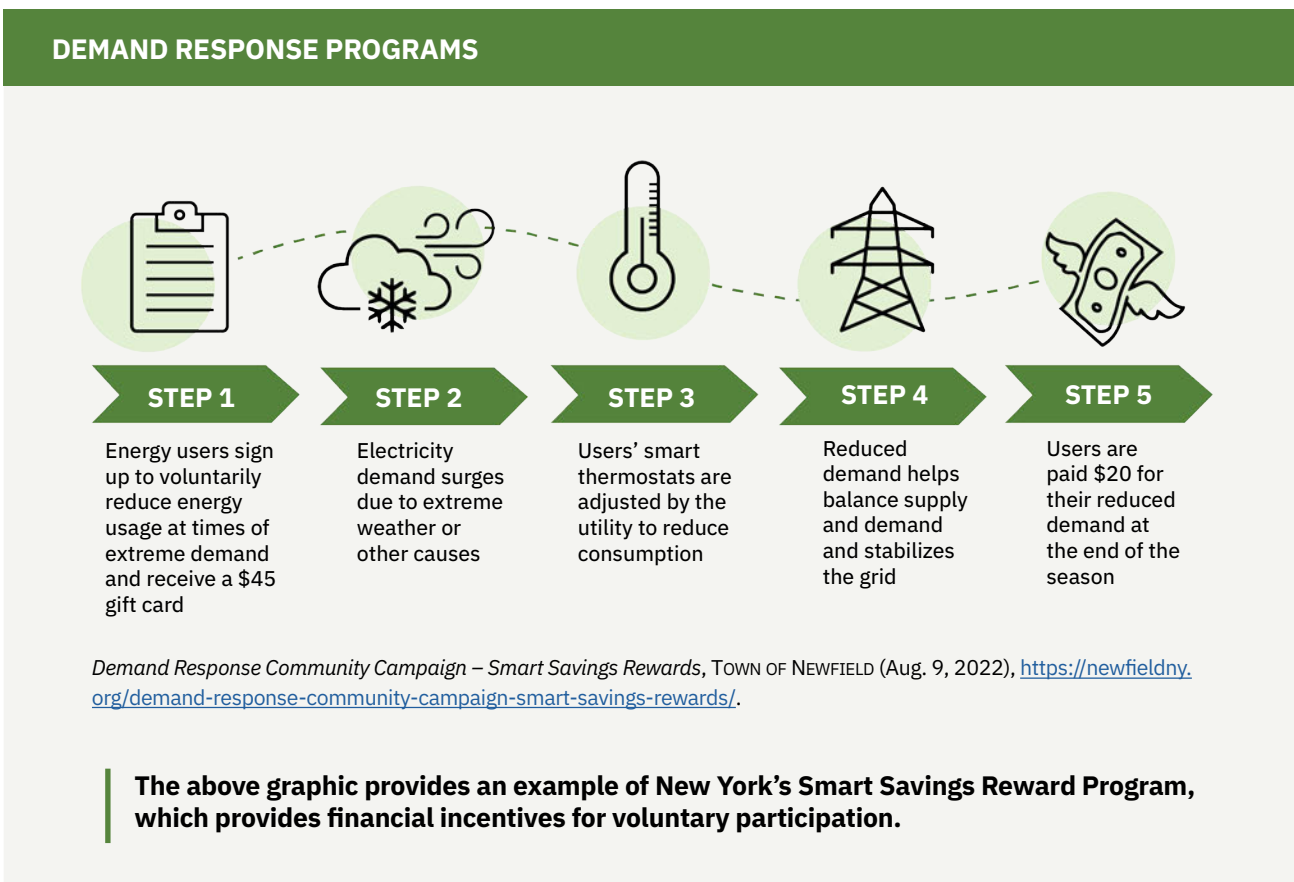 DEMAND RESPONSE PROGRAMS
STEP 1
Energy users sign
up to voluntarily
reduce energy
usage at times of
extreme demand
and receive a $45
gift card
STEP 2
Electricity
demand surges
due to extreme
weather or
other causes
STEP 3
Users’ smart
thermostats are
adjusted by the
utility to reduce
consumption
STEP 4
Reduced
demand helps
balance supply
and demand
and stabilizes
the grid
STEP 5
Users are
paid $20 for
their reduced
demand at
the end of the
season
Demand Response Community Campaign – Smart Savings Rewards, TOWN OF NEWFIELD (Aug. 9, 2022), https://newfieldny.
org/demand-response-community-campaign-smart-savings-rewards/.
The above graphic provides an example of New York’s Smart Savings Reward Program,
which provides financial incentives for voluntary participation.